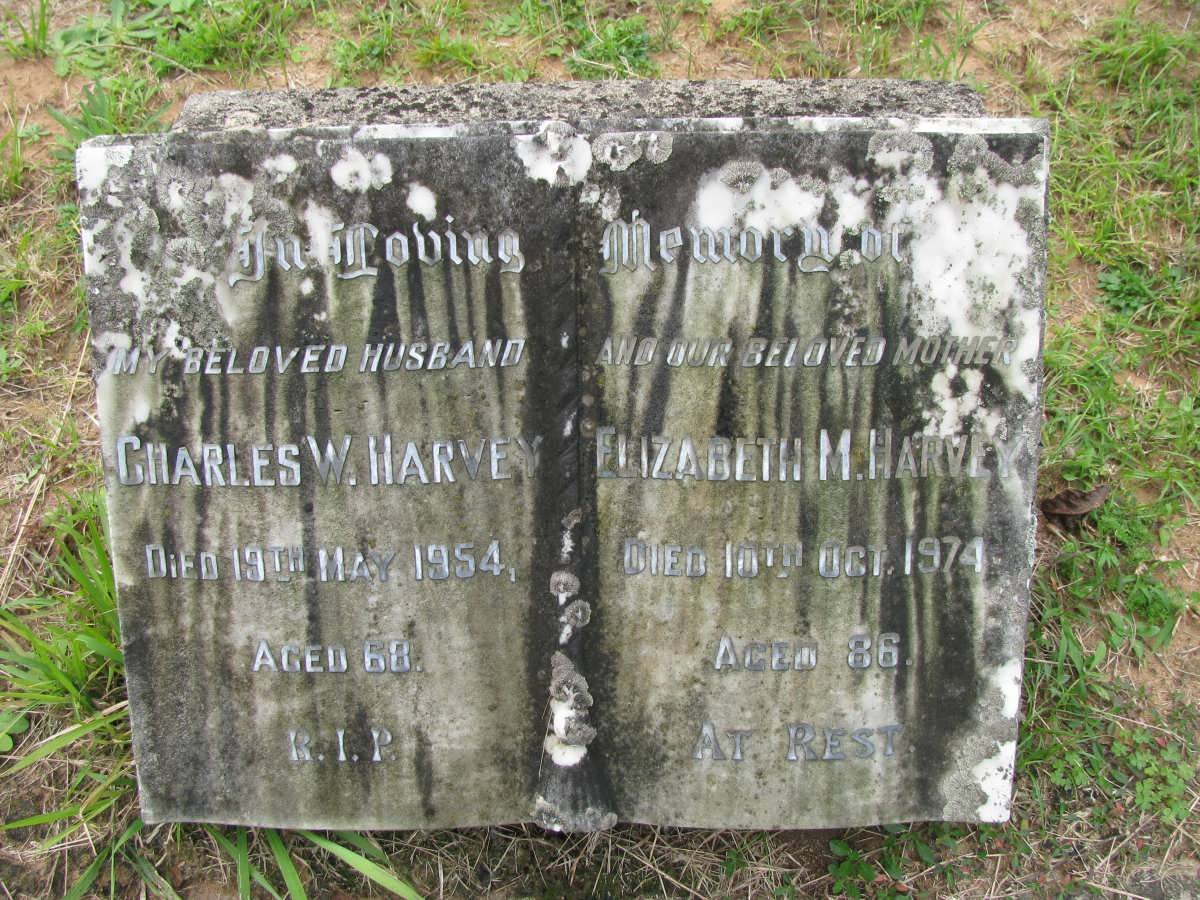 In Loving Memory of
MY BELOVED HUSBAND
CHARLES W. HARVEY
DIED 19TH MAY 1954,
AGED 68.
R.I.P.
AND OUR BELOVED MOTHER
ELIZABETH M. HARVEY
DIED 10TH OCT. 1974
AGED 86.
AT REST.